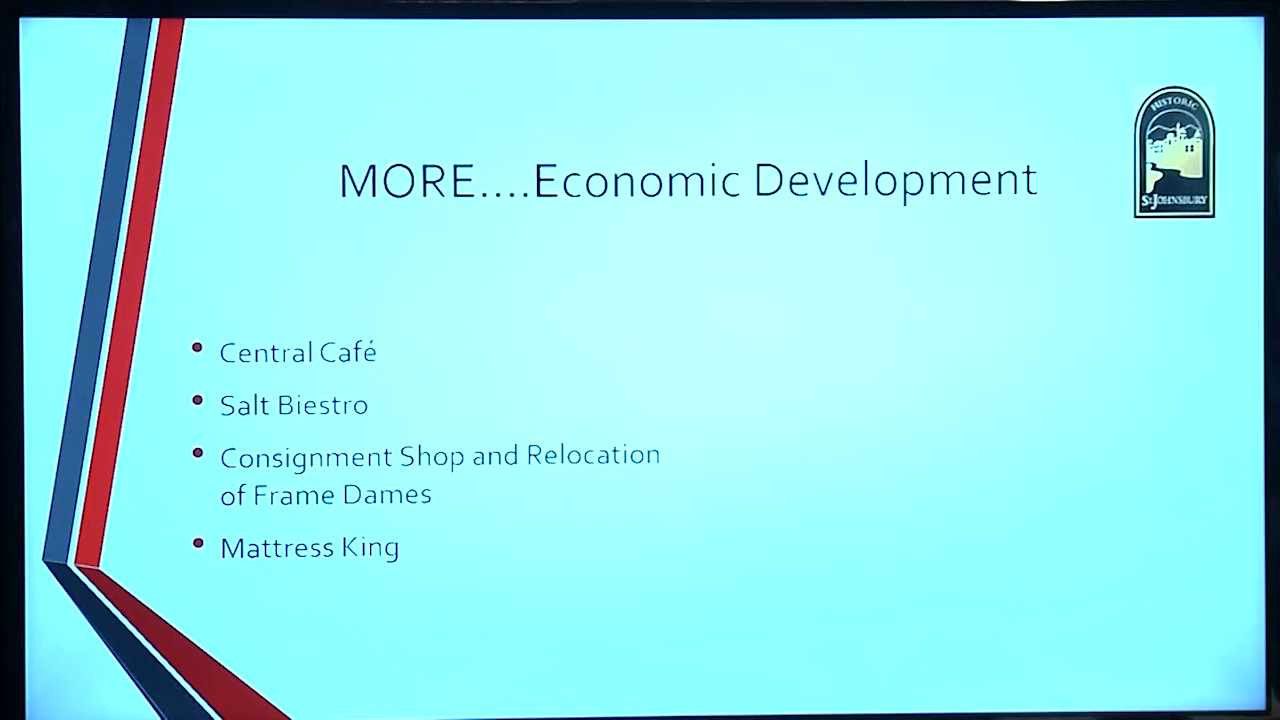 HISTORIC
ST. JOHNSBURY
MORE....Economic Development
• Central Café
• Salt Biestro
• Consignment Shop and Relocation
of Frame Dames
• Mattress King